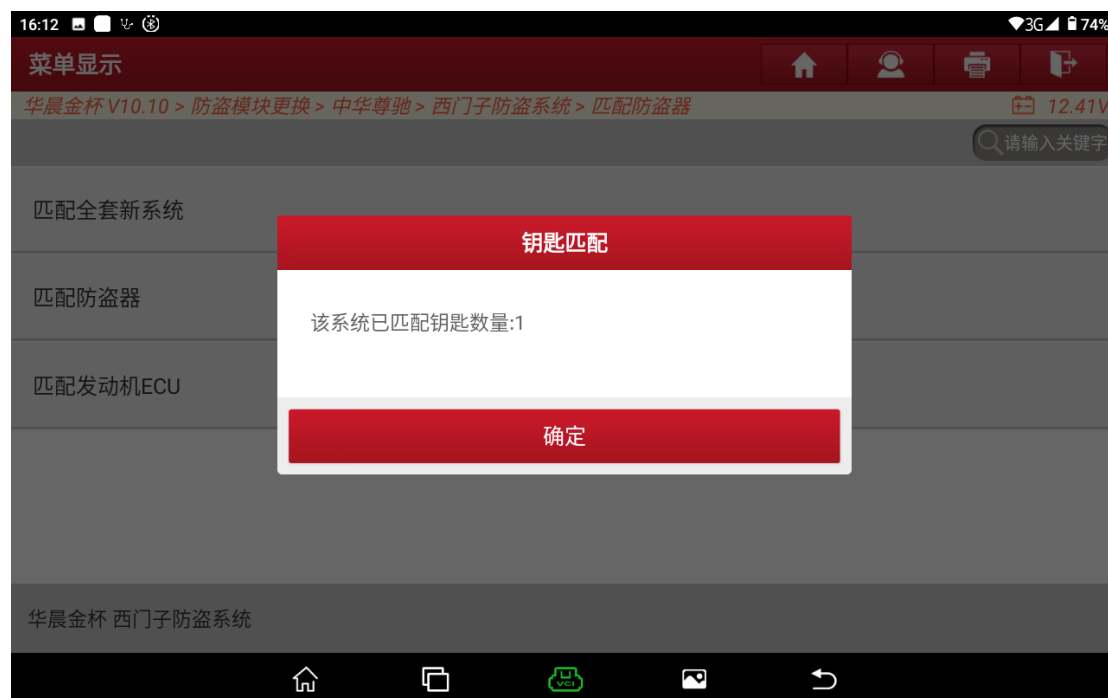 16:12 3G 74%
菜单显示
华晨金杯 V10.10 > 防盗模块更换 > 中华尊驰 > 西门子防盗系统 > 匹配防盗器 12.41V
请输入关键字
匹配全套新系统
钥匙匹配
匹配防盗器
该系统已匹配钥匙数量:1
匹配发动机ECU
确定
华晨金杯 西门子防盗系统
VCI